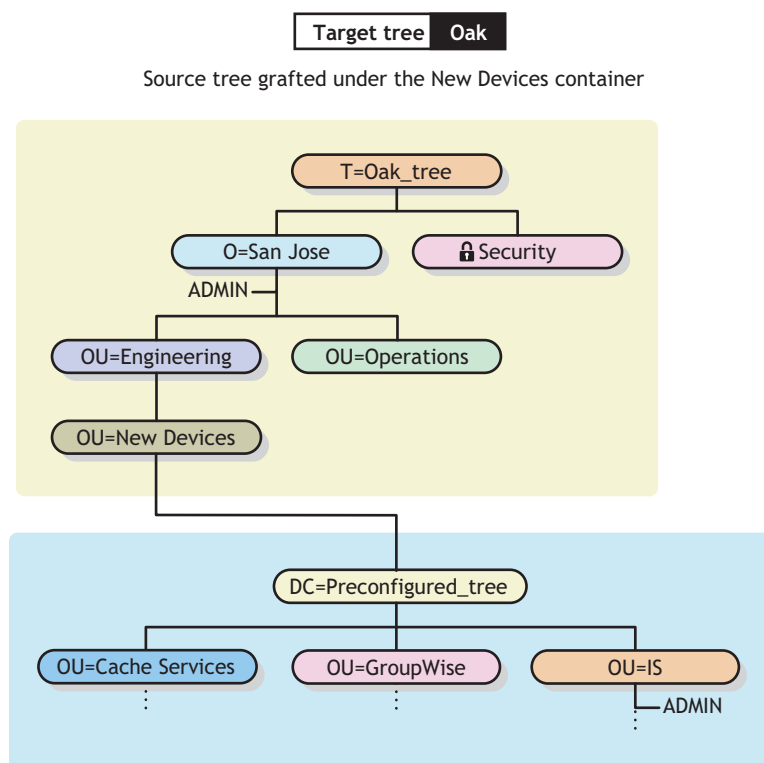 Target tree Oak
Source tree grafted under the New Devices container
T=Oak_tree
O=San Jose
Security
ADMIN
OU=Engineering
OU=Operations
OU=New Devices
DC=Preconfigured_tree
OU=Cache Services
OU=GroupWise
OU=IS
ADMIN